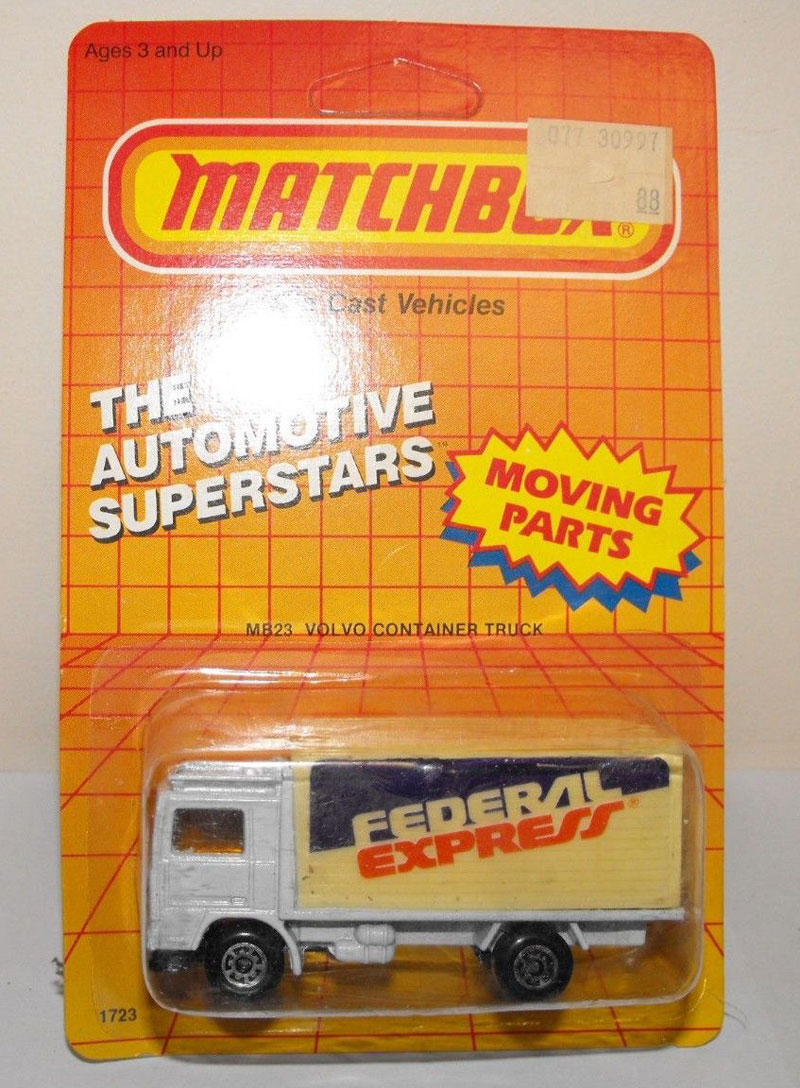 Ages 3 and Up
077 30997
88
MATCHBOX®
Cast Vehicles
THE
AUTOMOTIVE
SUPERSTARS™
MOVING
PARTS
MB23 VOLVO CONTAINER TRUCK
FEDERAL
EXPRESS®
1723